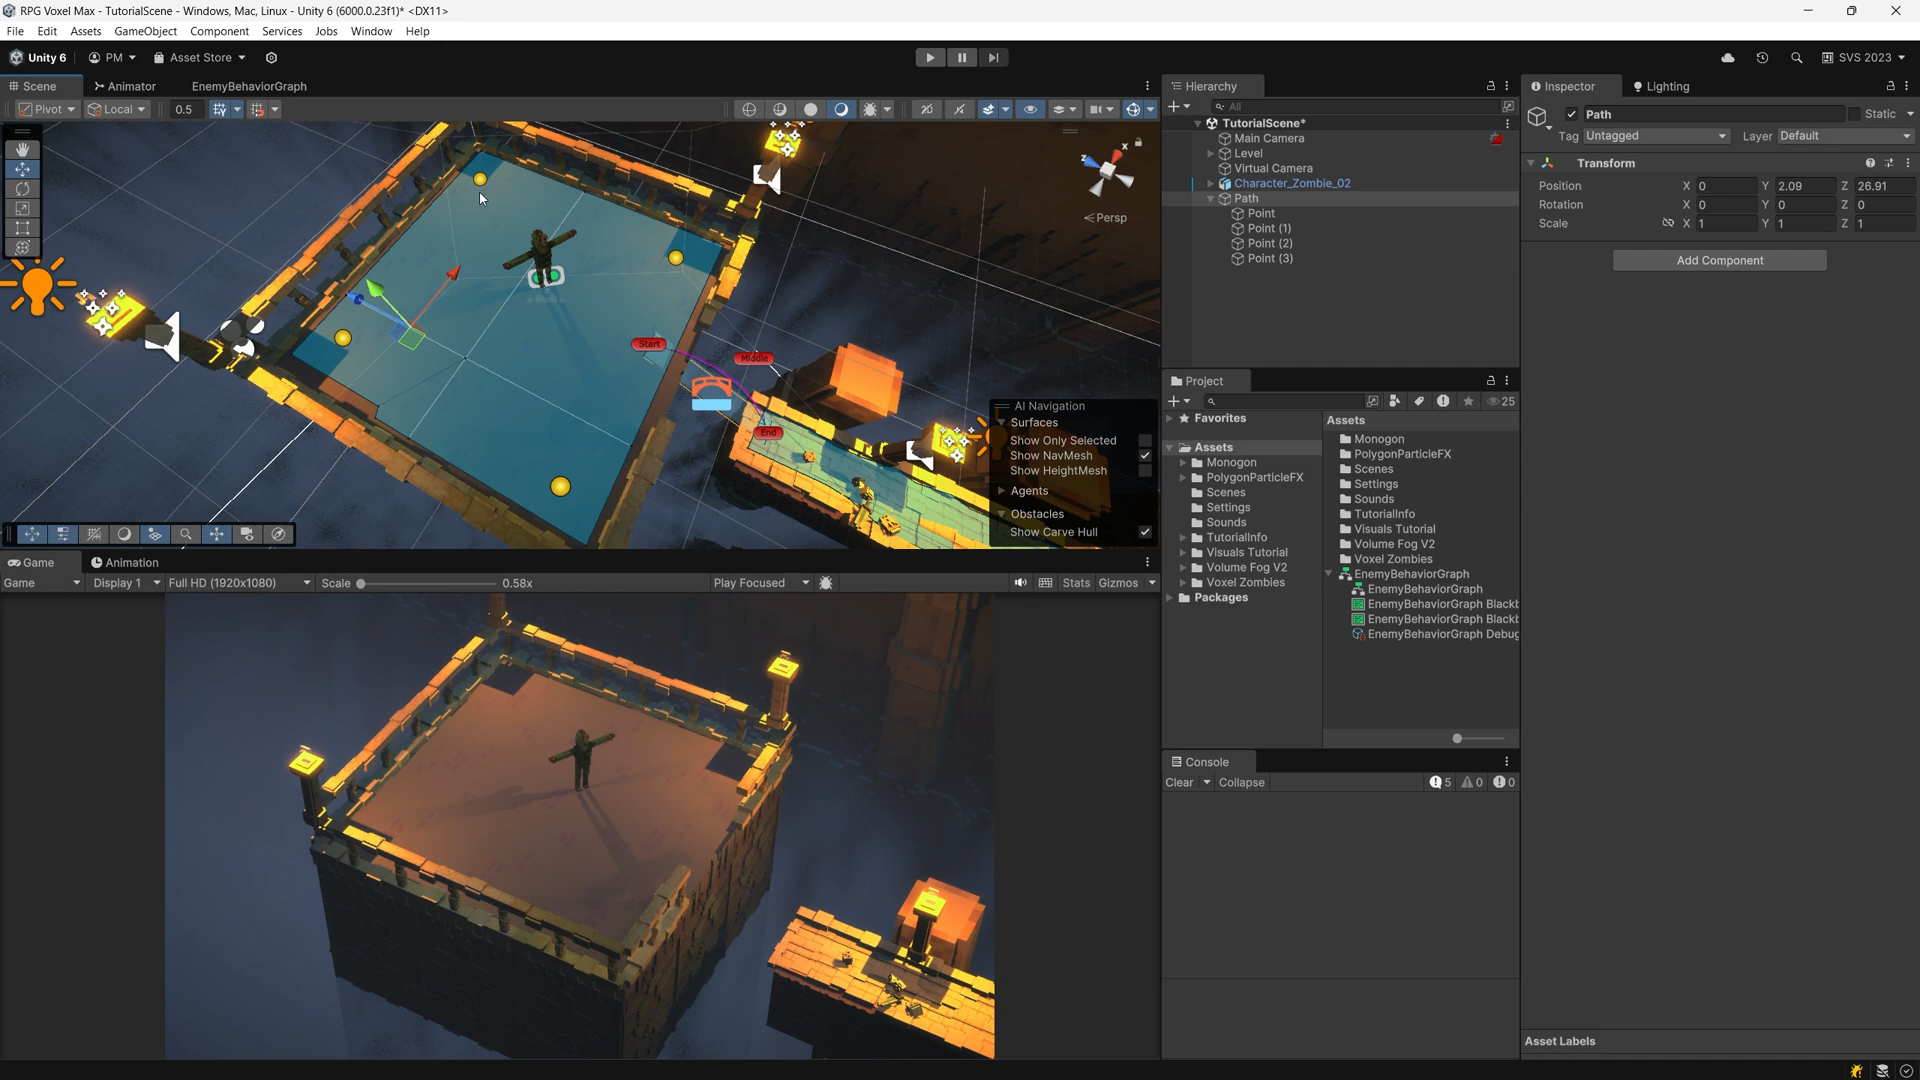 RPG Voxel Max - TutorialScene - Windows, Mac, Linux - Unity 6 (6000.0.23f1)* <DX11>
File Edit Assets GameObject Component Services Jobs Window Help
Unity 6 PM Asset Store SVS 2023
Scene Animator EnemyBehaviorGraph
Pivot Local 0.5
x
z
Persp
Start
Middle
End
AI Navigation
Surfaces
Show Only Selected
Show NavMesh
Show HeightMesh
Agents
Obstacles
Show Carve Hull
Game Animation
Game Display 1 Full HD (1920x1080) Scale 0.58x Play Focused Stats Gizmos
Hierarchy
All
TutorialScene*
Main Camera
Level
Virtual Camera
Character_Zombie_02
Path
Point
Point (1)
Point (2)
Point (3)
Project
25
Favorites
Assets
Monogon
PolygonParticleFX
Scenes
Settings
Sounds
TutorialInfo
Visuals Tutorial
Volume Fog V2
Voxel Zombies
Packages
Assets
Monogon
PolygonParticleFX
Scenes
Settings
Sounds
TutorialInfo
Visuals Tutorial
Volume Fog V2
Voxel Zombies
EnemyBehaviorGraph
EnemyBehaviorGraph
EnemyBehaviorGraph Blackb
EnemyBehaviorGraph Blackb
EnemyBehaviorGraph Debug
Console
Clear Collapse 5 0 0
Inspector Lighting
Path Static
Tag Untagged Layer Default
Transform
Position X 0 Y 2.09 Z 26.91
Rotation X 0 Y 0 Z 0
Scale X 1 Y 1 Z 1
Add Component
Asset Labels